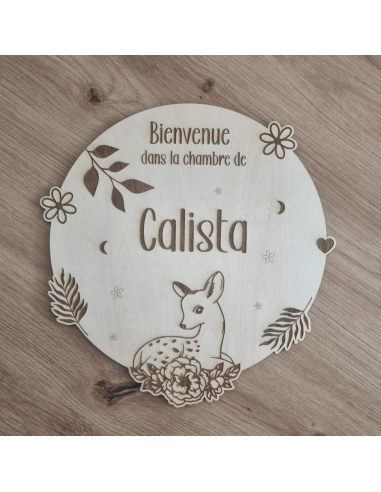 Bienvenue
dans la chambre de
Calista